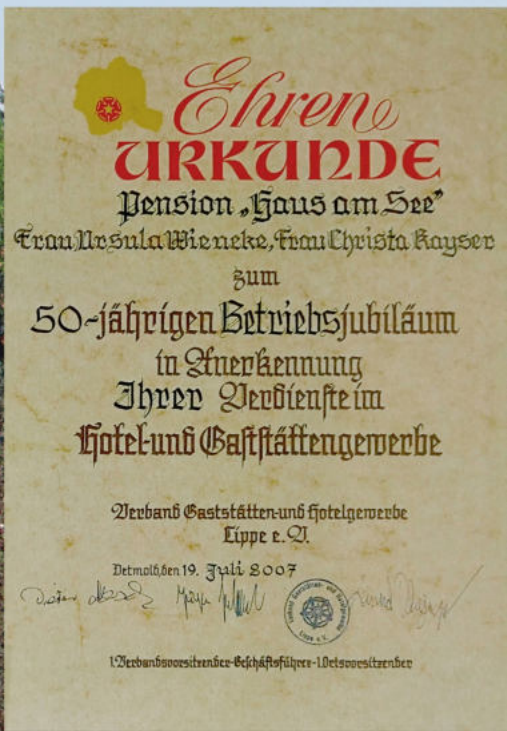 Ehren
URKUNDE
Pension „Haus am See"
Frau Ursula Wieneke, Frau Christa Kayser
zum
50-jährigen Betriebsjubiläum
in Anerkennung
Ihrer Verdienste im
Hotel- und Gaststättengewerbe
Verband Gaststätten- und Hotelgewerbe
Lippe e. V.
Detmold, den 19. Juli 2007
1. Verbandsvorsitzender - Geschäftsführer - 1. Ortsvorsitzender